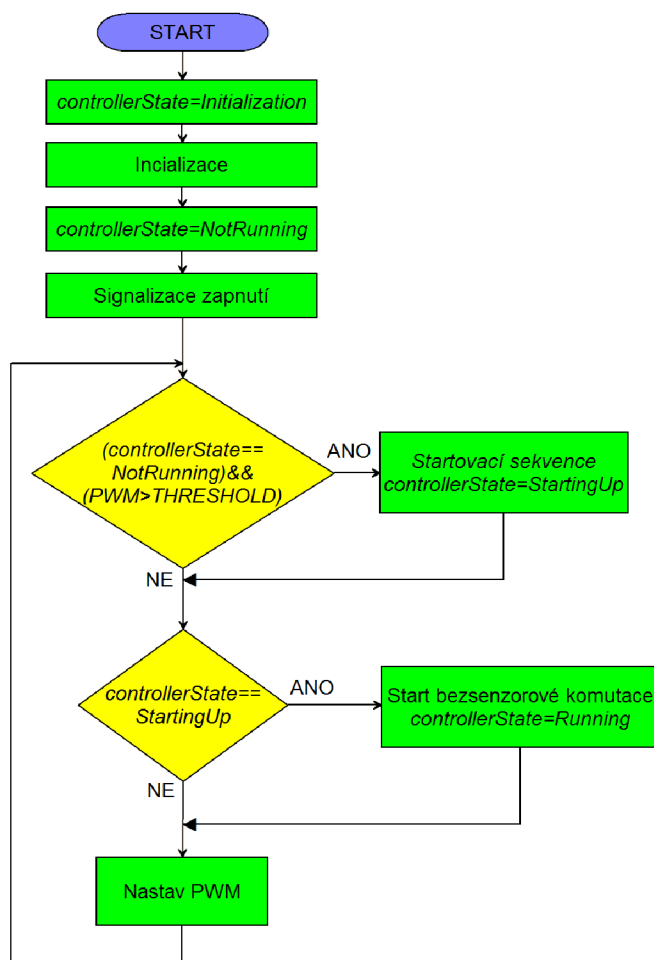 START
controllerState=Initialization
Incializace
controllerState=NotRunning
Signalizace zapnutí
(controllerState==
NotRunning)&&
(PWM>THRESHOLD)
ANO
Startovací sekvence
controllerState=StartingUp
NE
controllerState==
StartingUp
ANO
Start bezsenzorové komutace
controllerState=Running
NE
Nastav PWM